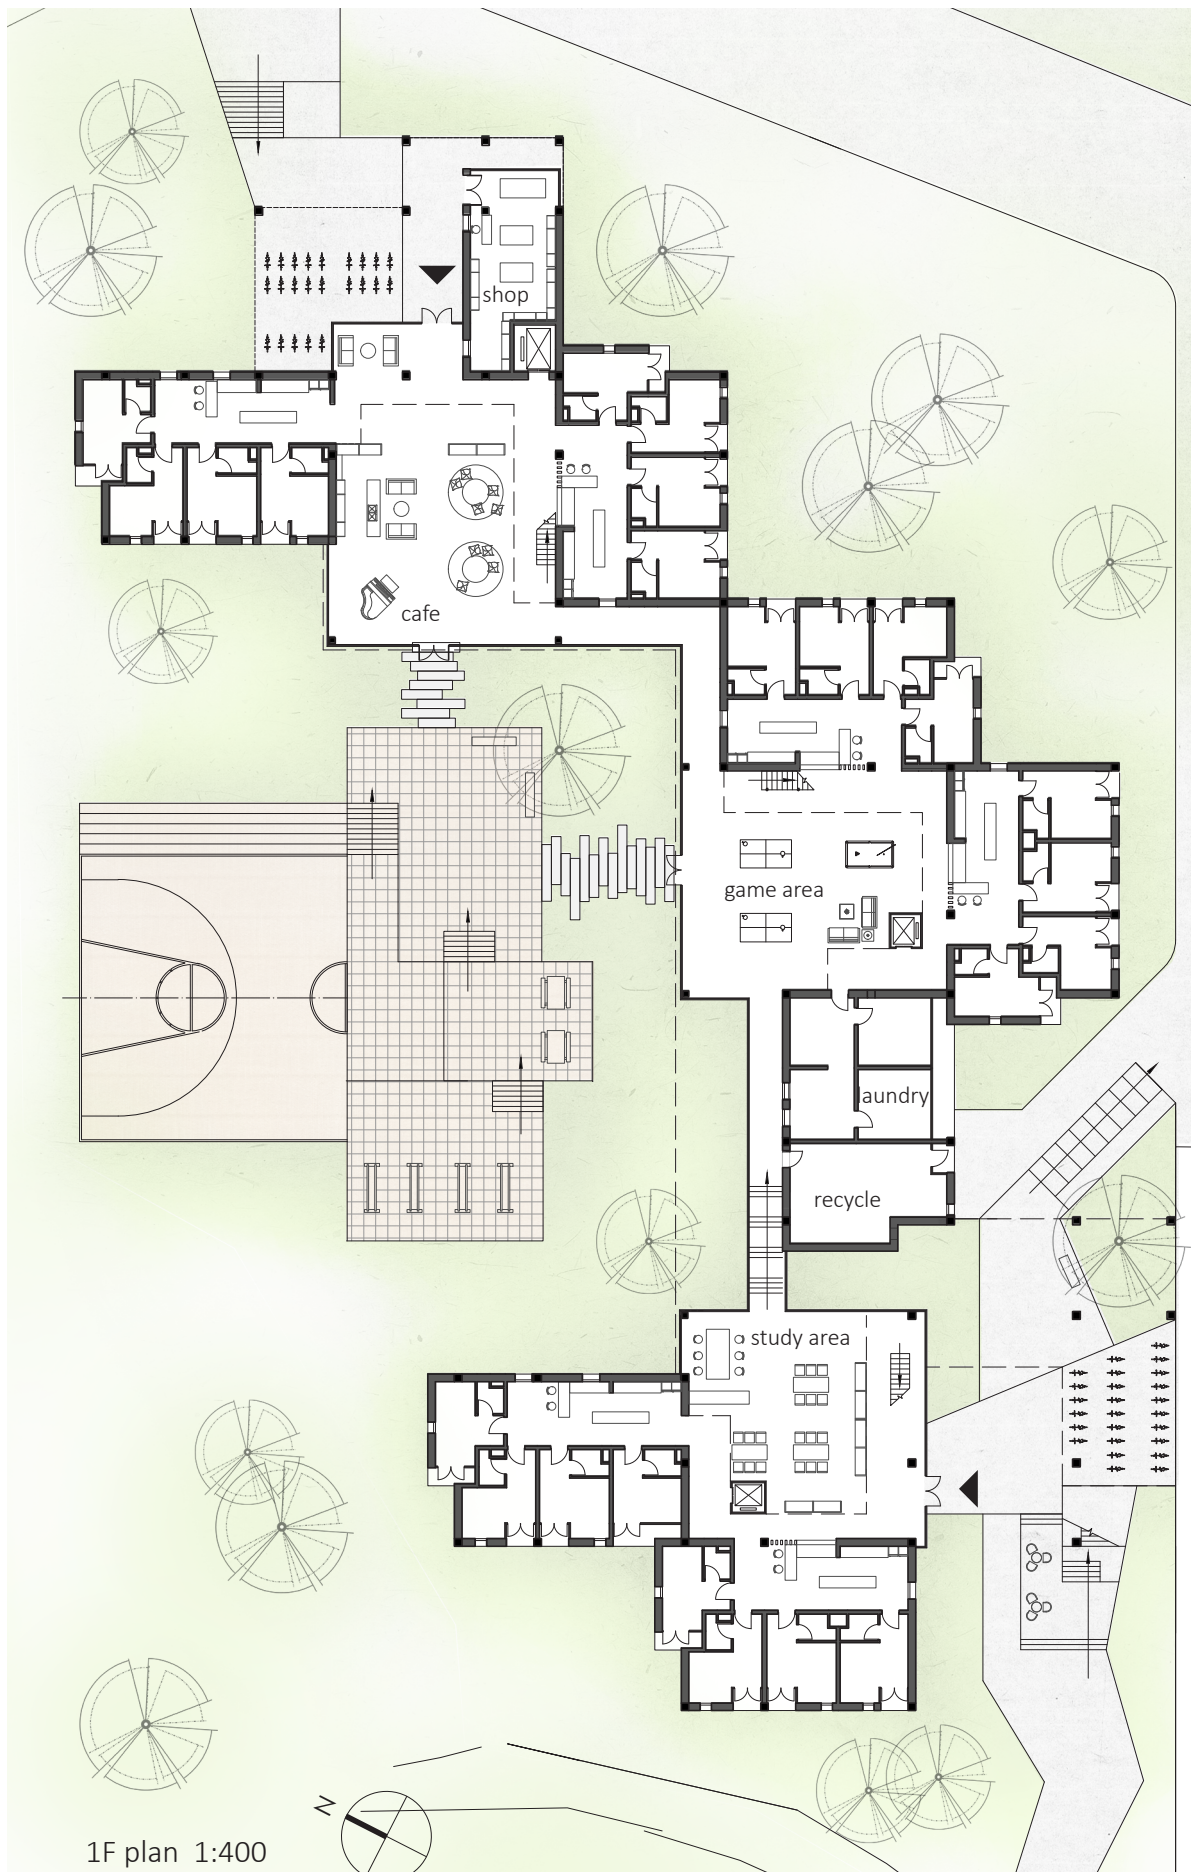 shop
cafe
game area
laundry
recycle
study area
N
1F plan 1:400